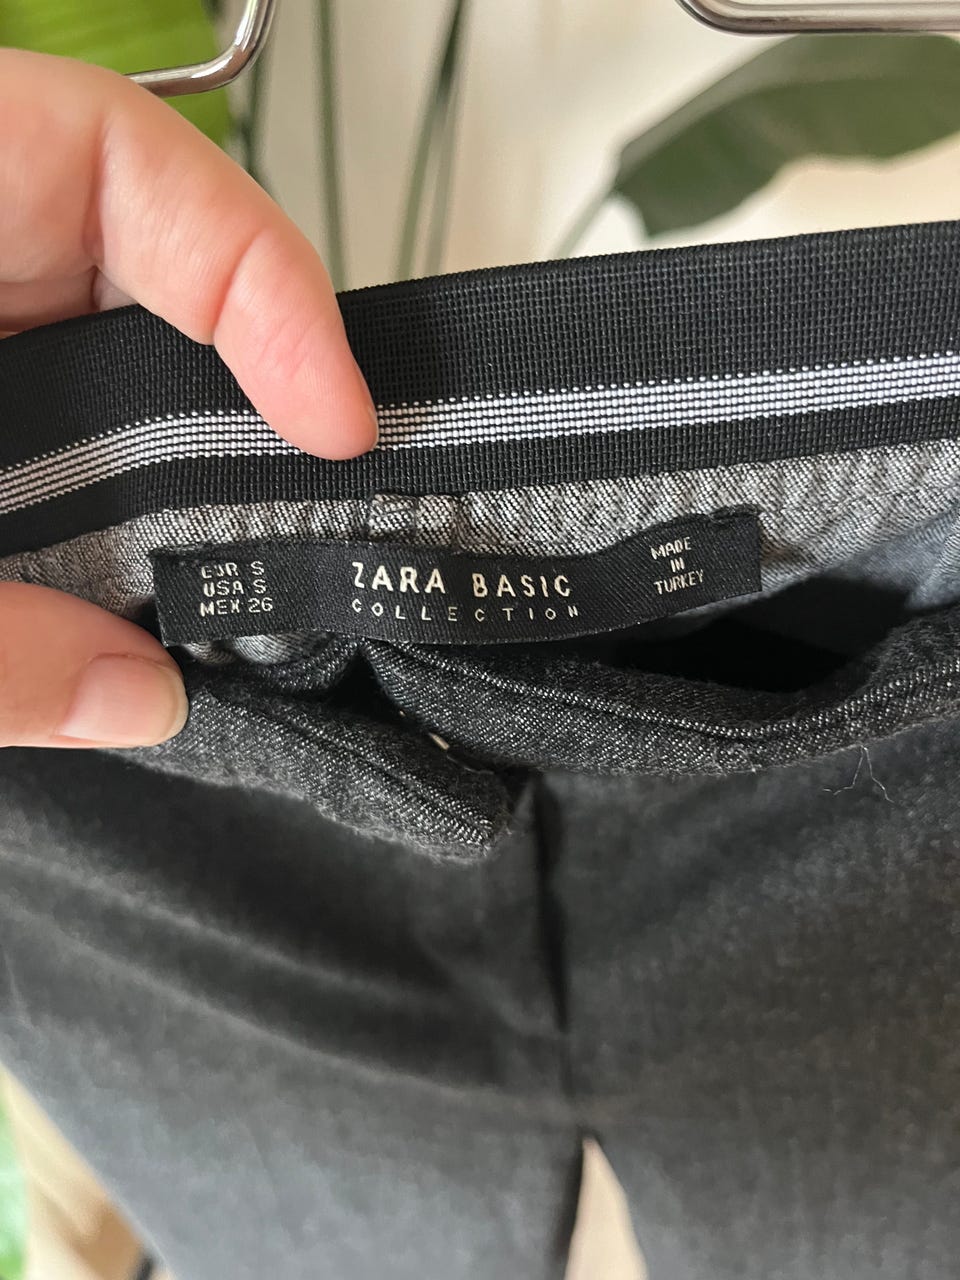 EUR S
USA S
MEX 26
ZARA BASIC
COLLECTION
MADE
IN
TURKEY